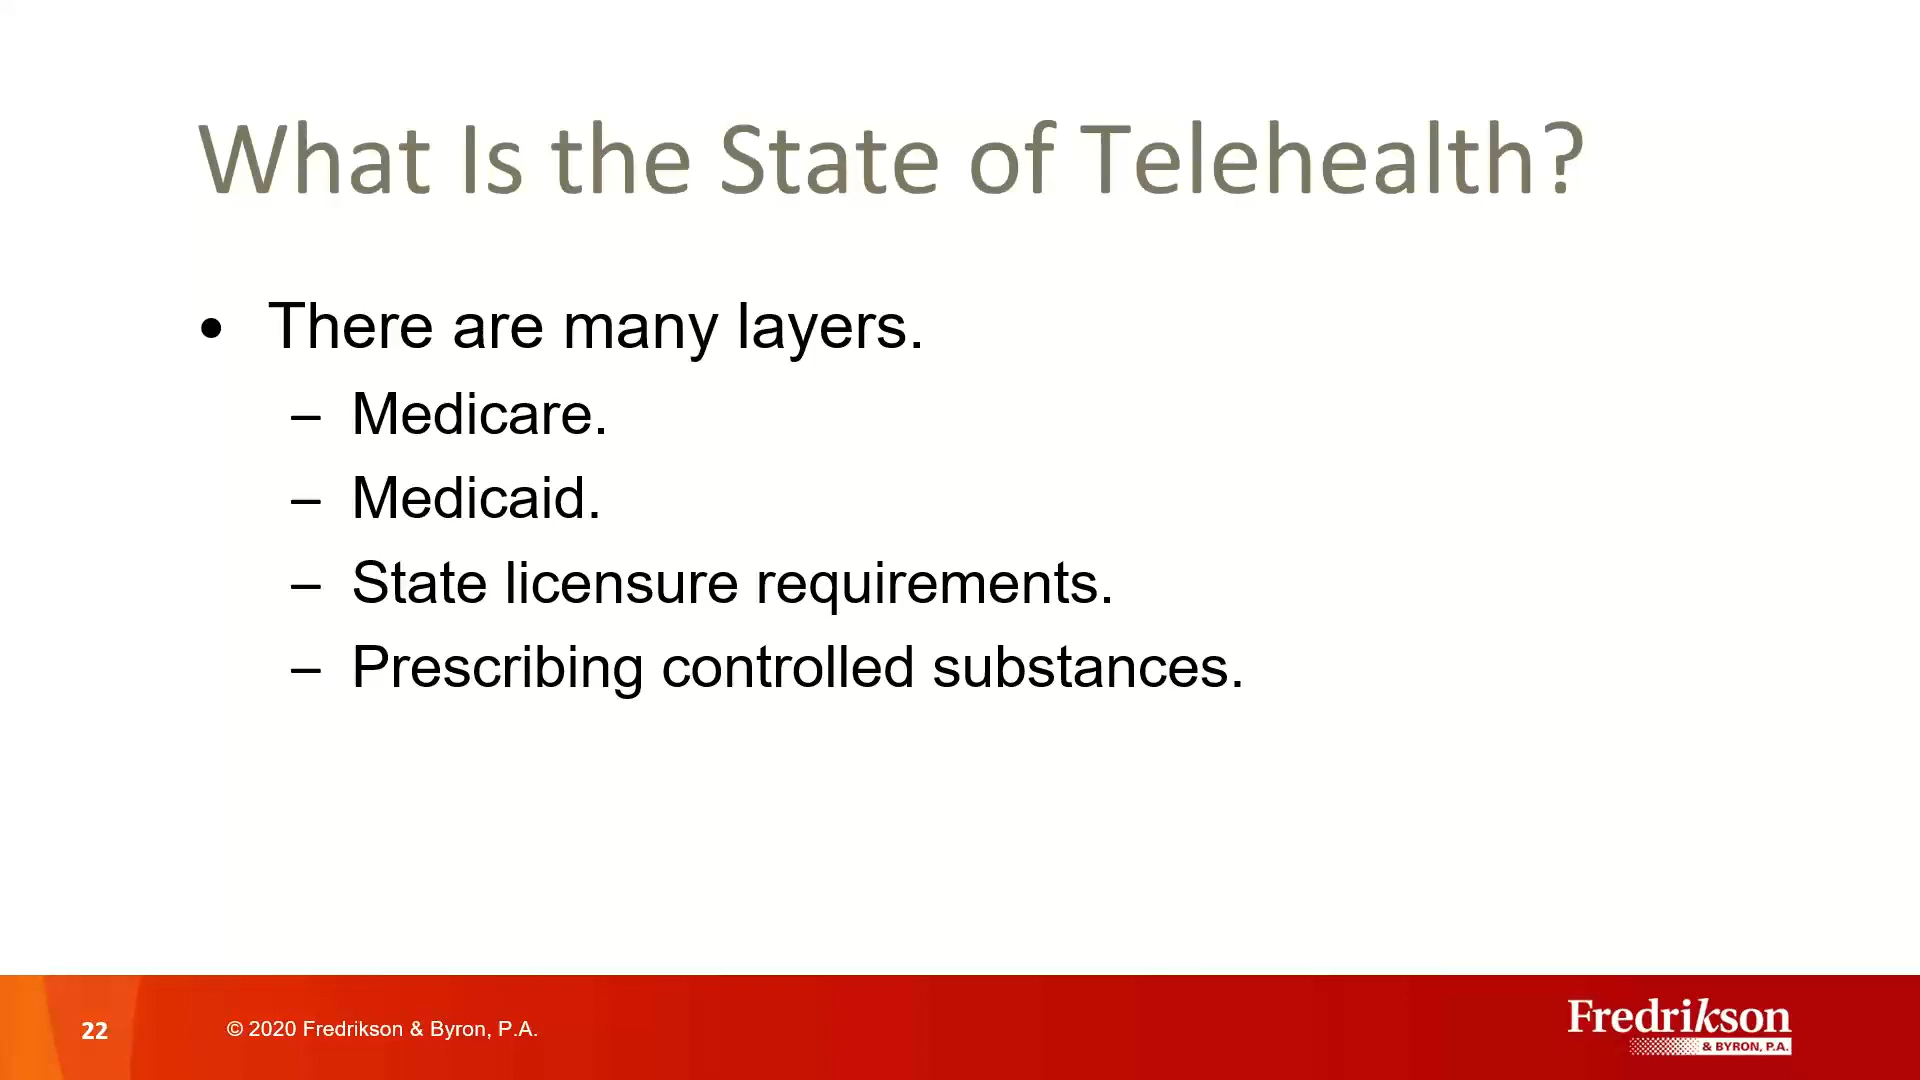 What Is the State of Telehealth?
• There are many layers.
– Medicare.
– Medicaid.
– State licensure requirements.
– Prescribing controlled substances.
22
© 2020 Fredrikson & Byron, P.A.
Fredrikson
& BYRON, P.A.